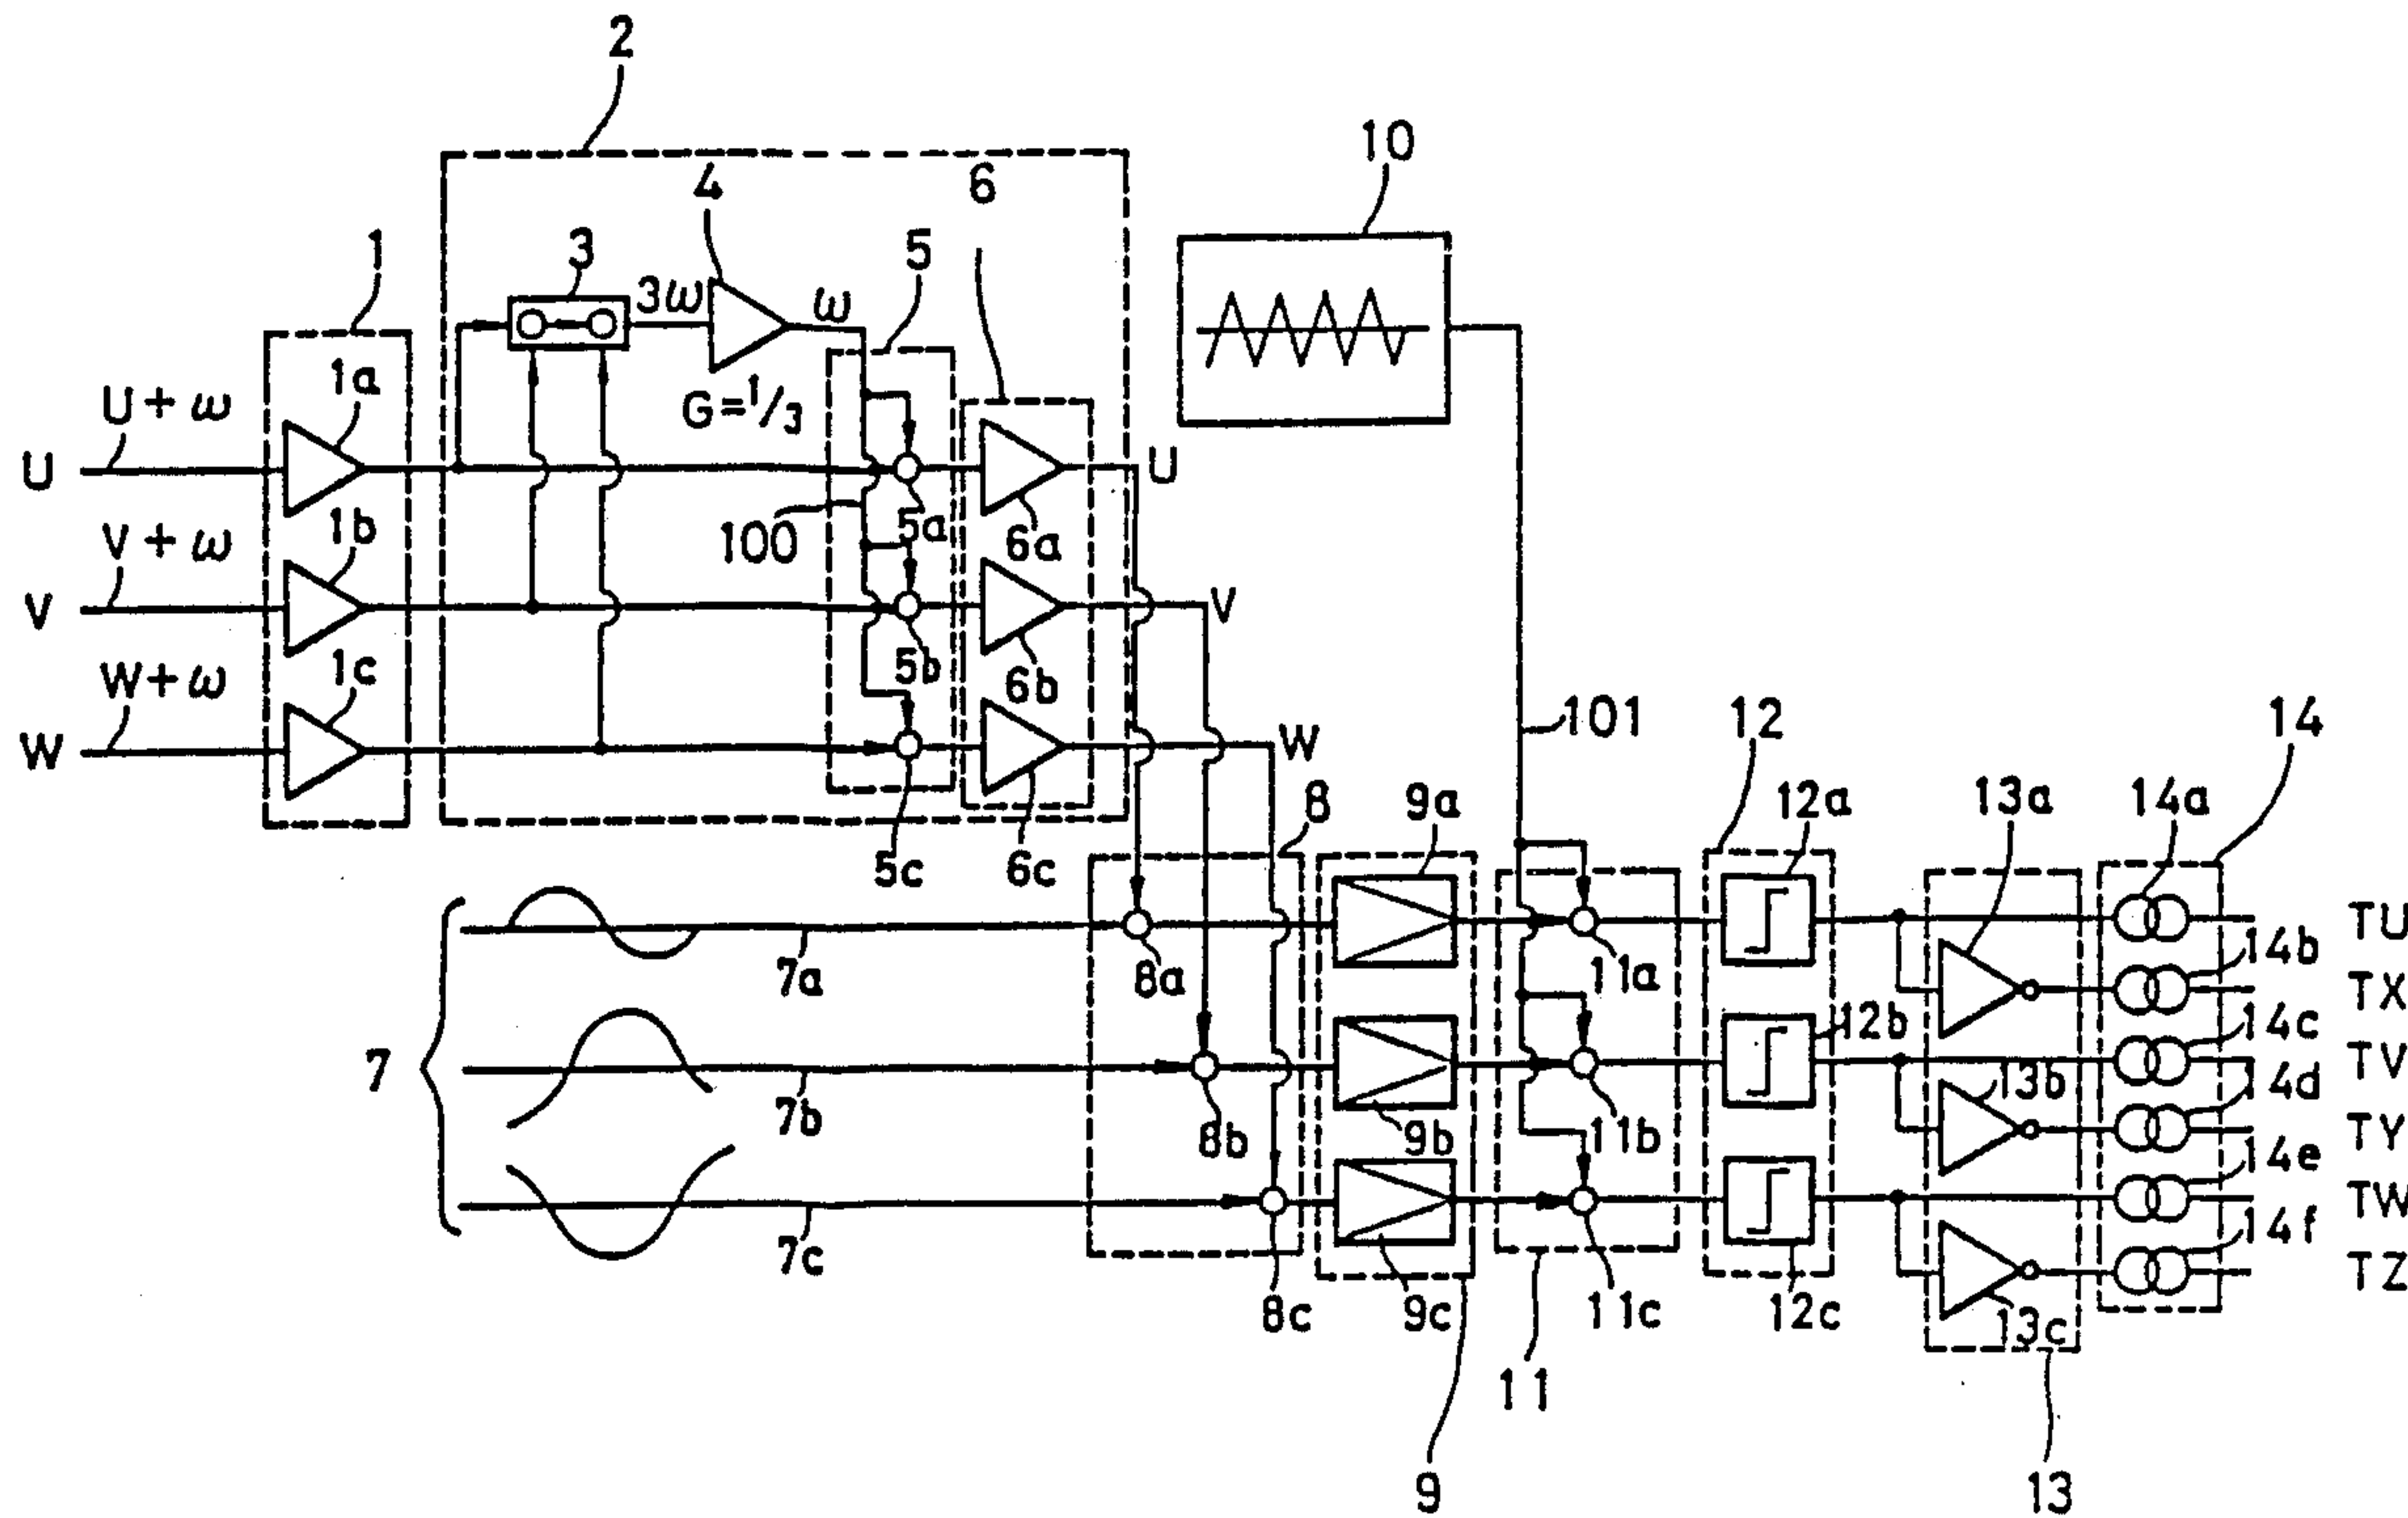 2
10
4
6
1
3
3ω
ω
5
1a
G=1/3
U+ω
U
U
1b
100
5a
6a
V+ω
V
V
1c
5b
6b
W+ω
W
W
101
12
14
8
9a
12a
13a
14a
5c
6c
TU
7a
8a
11a
14b
TX
12b
14c
TV
7
7b
8b
9b
11b
13b
14d
TY
14e
TW
7c
14f
8c
9c
11c
12c
13c
TZ
11
9
13